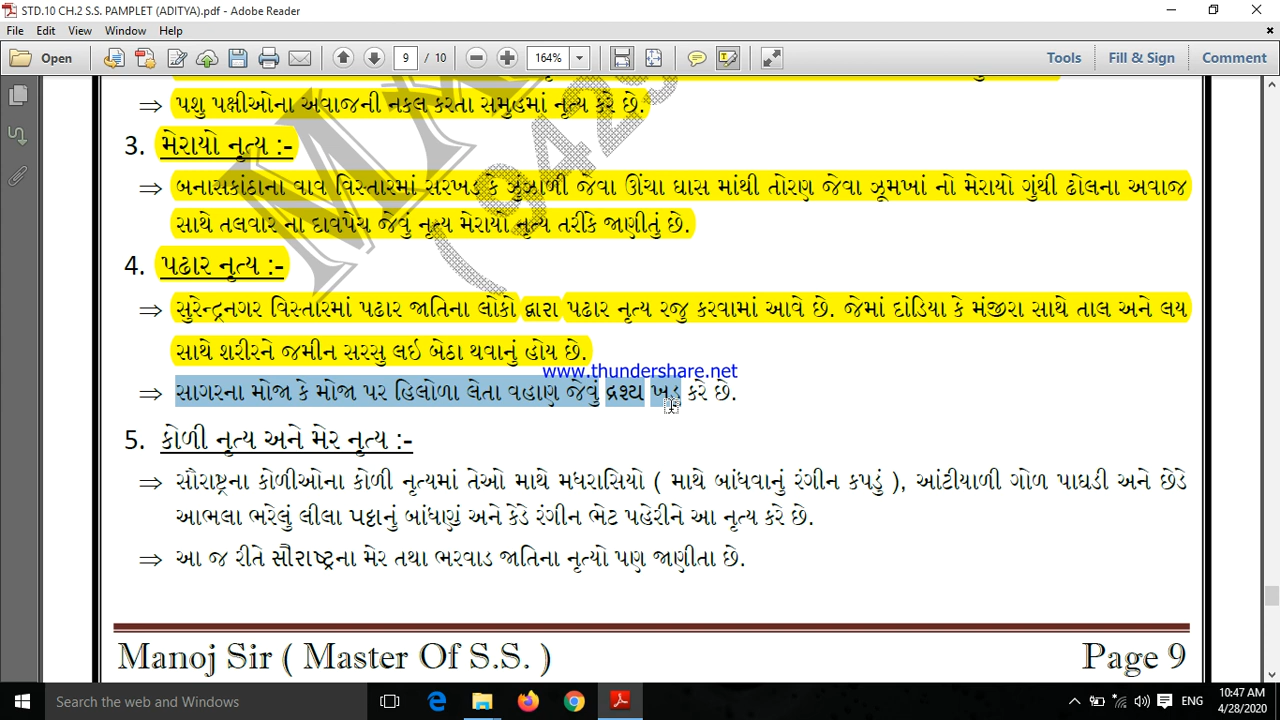 STD.10 CH.2 S.S. PAMPLET (ADITYA).pdf - Adobe Reader
File Edit View Window Help
Open 9 / 10 164% Tools Fill & Sign Comment
⇒ પશુ પક્ષીઓના અવાજની નકલ કરતા સમુહમાં નૃત્ય કરે છે.
3. મેરાયો નૃત્ય :-
⇒ બનાસકાંઠાના વાવ વિસ્તારમાં સરખડ કે ઝુંઝાળી જેવા ઊંચા ઘાસ માંથી તોરણ જેવા ઝૂમખાં નો મેરાયો ગુંથી ઢોલના અવાજ
સાથે તલવાર ના દાવપેચ જેવું નૃત્ય મેરાયો નૃત્ય તરીકે જાણીતું છે.
4. પઢાર નૃત્ય :-
⇒ સુરેન્દ્રનગર વિસ્તારમાં પઢાર જાતિના લોકો દ્વારા પઢાર નૃત્ય રજુ કરવામાં આવે છે. જેમાં દાંડિયા કે મંજીરા સાથે તાલ અને લય
સાથે શરીરને જમીન સરસુ લઇ બેઠા થવાનું હોય છે.
www.thundershare.net
⇒ સાગરના મોજા કે મોજા પર હિલોળા લેતા વહાણ જેવું દ્રશ્ય ખડુ કરે છે.
5. કોળી નૃત્ય અને મેર નૃત્ય :-
⇒ સૌરાષ્ટ્રના કોળીઓના કોળી નૃત્યમાં તેઓ માથે મધરાસિયો ( માથે બાંધવાનું રંગીન કપડું ), આંટીયાળી ગોળ પાઘડી અને છેડે
આભલા ભરેલું લીલા પટ્ટાનું બાંધણું અને કેડે રંગીન ભેટ પહેરીને આ નૃત્ય કરે છે.
⇒ આ જ રીતે સૌરાષ્ટ્રના મેર તથા ભરવાડ જાતિના નૃત્યો પણ જાણીતા છે.
Manoj Sir ( Master Of S.S. ) Page 9
Search the web and Windows ENG 10:47 AM
4/28/2020